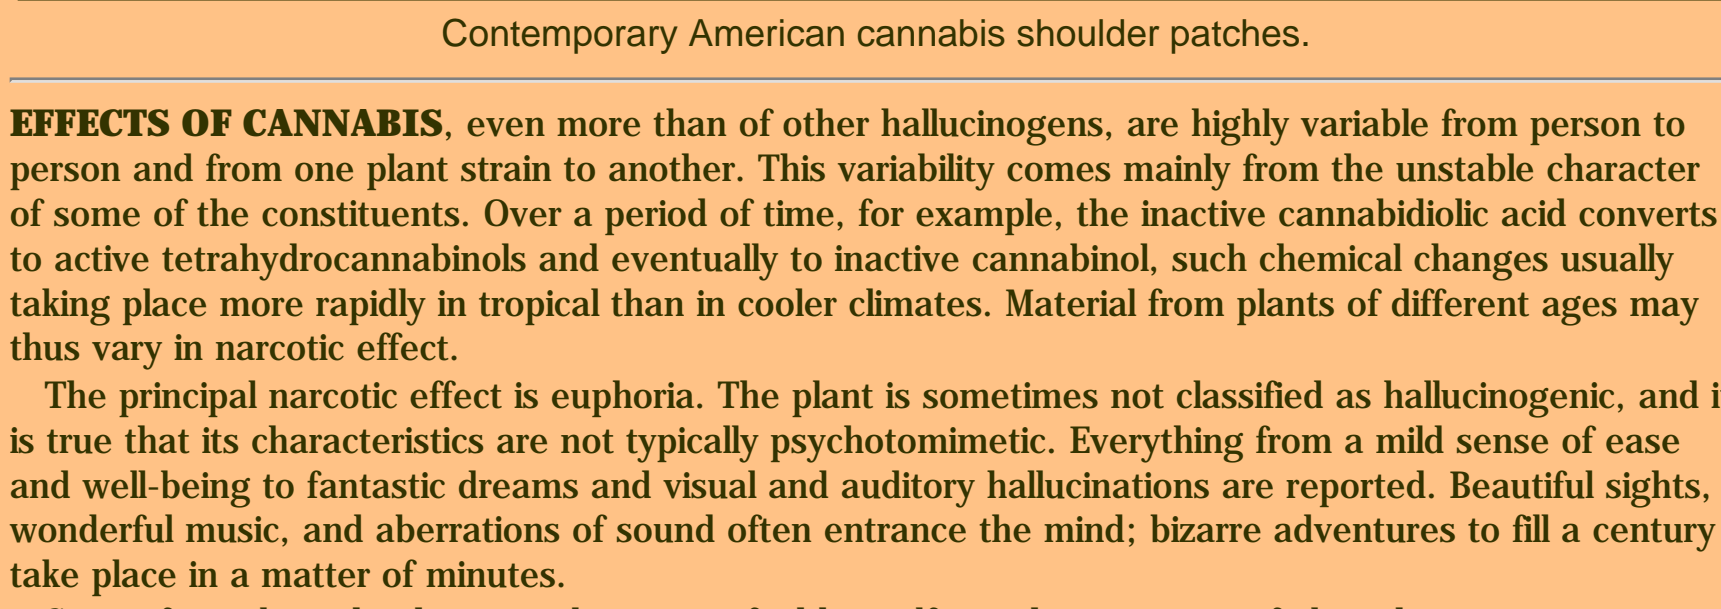 Contemporary American cannabis shoulder patches.
EFFECTS OF CANNABIS, even more than of other hallucinogens, are highly variable from person to
person and from one plant strain to another. This variability comes mainly from the unstable character
of some of the constituents. Over a period of time, for example, the inactive cannabidiolic acid converts
to active tetrahydrocannabinols and eventually to inactive cannabinol, such chemical changes usually
taking place more rapidly in tropical than in cooler climates. Material from plants of different ages may
thus vary in narcotic effect.
The principal narcotic effect is euphoria. The plant is sometimes not classified as hallucinogenic, and
is true that its characteristics are not typically psychotomimetic. Everything from a mild sense of ease
and well-being to fantastic dreams and visual and auditory hallucinations are reported. Beautiful sights,
wonderful music, and aberrations of sound often entrance the mind; bizarre adventures to fill a century
take place in a matter of minutes.